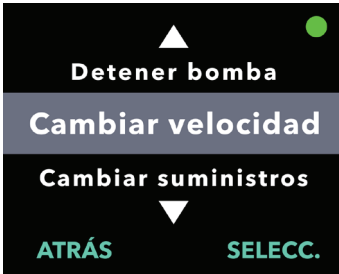 Detener bomba
Cambiar velocidad
Cambiar suministros
ATRÁS SELECC.